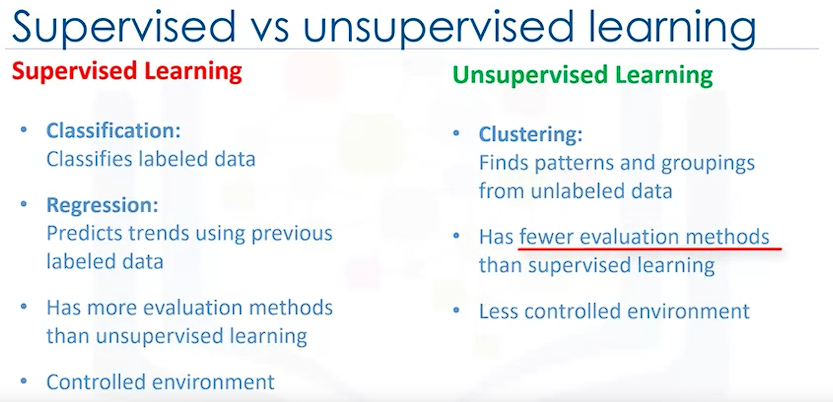 Supervised vs unsupervised learning
Supervised Learning
• Classification:
Classifies labeled data
• Regression:
Predicts trends using previous
labeled data
• Has more evaluation methods
than unsupervised learning
• Controlled environment
Unsupervised Learning
• Clustering:
Finds patterns and groupings
from unlabeled data
• Has fewer evaluation methods
than supervised learning
• Less controlled environment